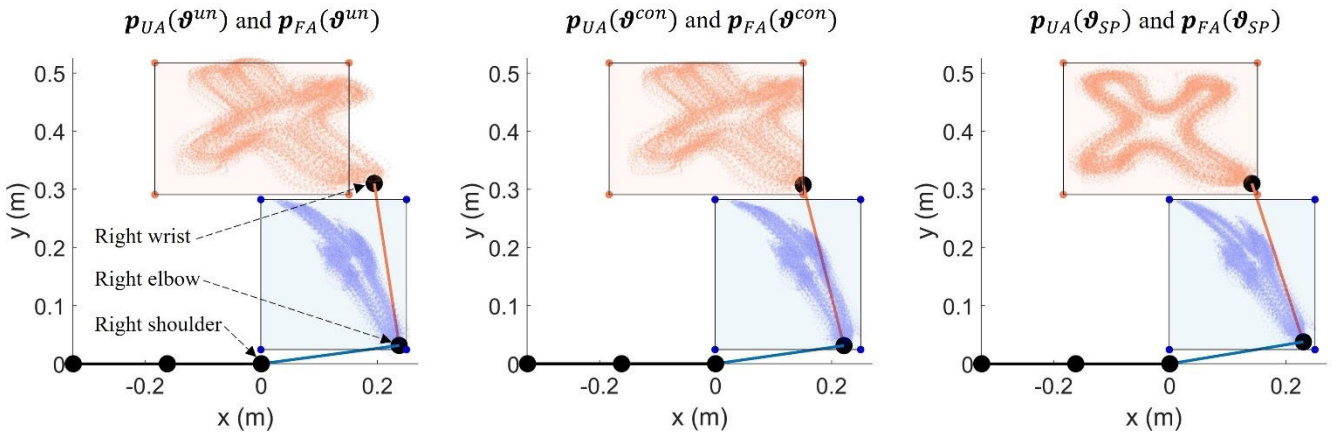 𝒑_UA(𝝑^un) and 𝒑_FA(𝝑^un)
0.5
0.4
0.3
0.2
0.1
0
y (m)
Right wrist
Right elbow
Right shoulder
-0.2
0
0.2
x (m)
𝒑_UA(𝝑^con) and 𝒑_FA(𝝑^con)
0.5
0.4
0.3
0.2
0.1
0
y (m)
-0.2
0
0.2
x (m)
𝒑_UA(𝝑_SP) and 𝒑_FA(𝝑_SP)
0.5
0.4
0.3
0.2
0.1
0
y (m)
-0.2
0
0.2
x (m)